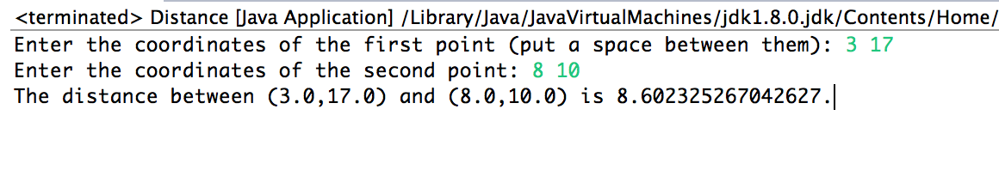 <terminated> Distance [Java Application] /Library/Java/JavaVirtualMachines/jdk1.8.0.jdk/Contents/Home/
Enter the coordinates of the first point (put a space between them): 3 17
Enter the coordinates of the second point: 8 10
The distance between (3.0,17.0) and (8.0,10.0) is 8.602325267042627.